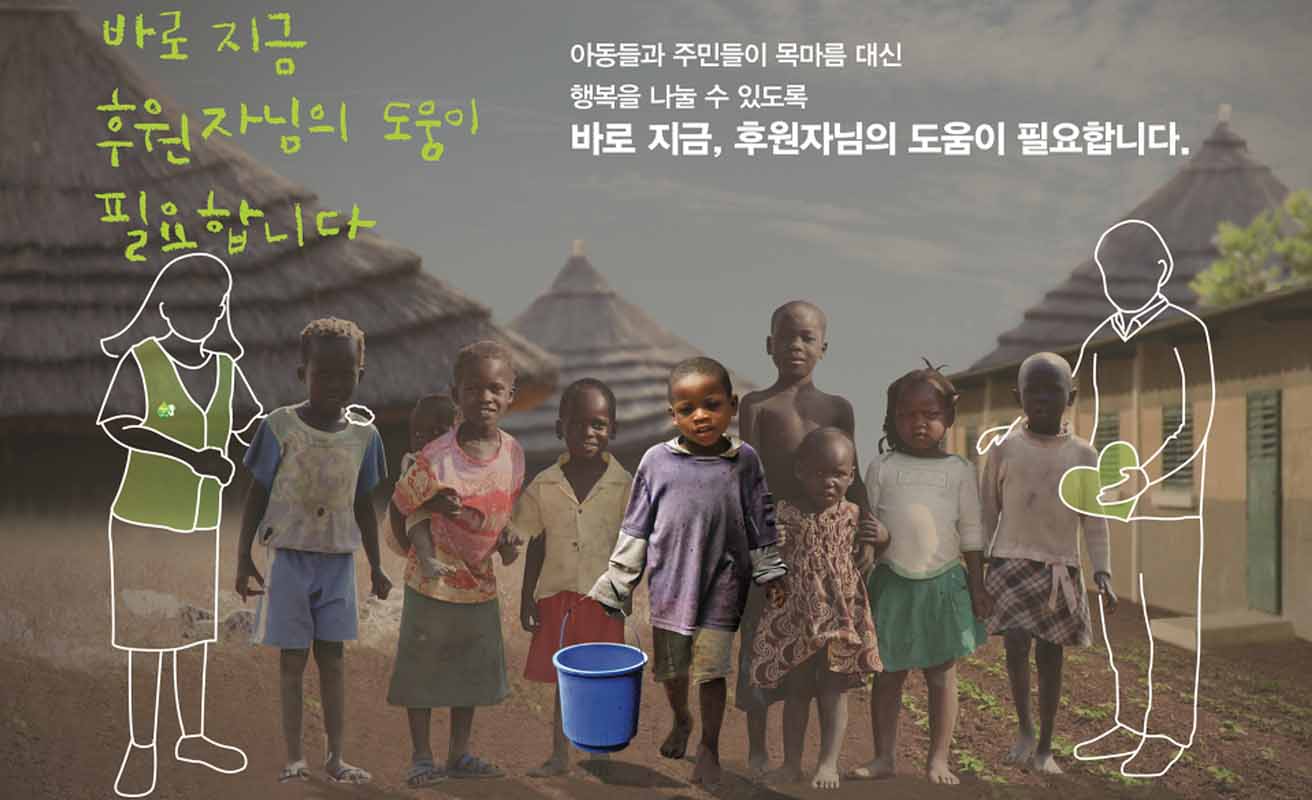 바로 지금
후원자님의 도움이
필요합니다
아동들과 주민들이 목마름 대신
행복을 나눌 수 있도록
바로 지금, 후원자님의 도움이 필요합니다.